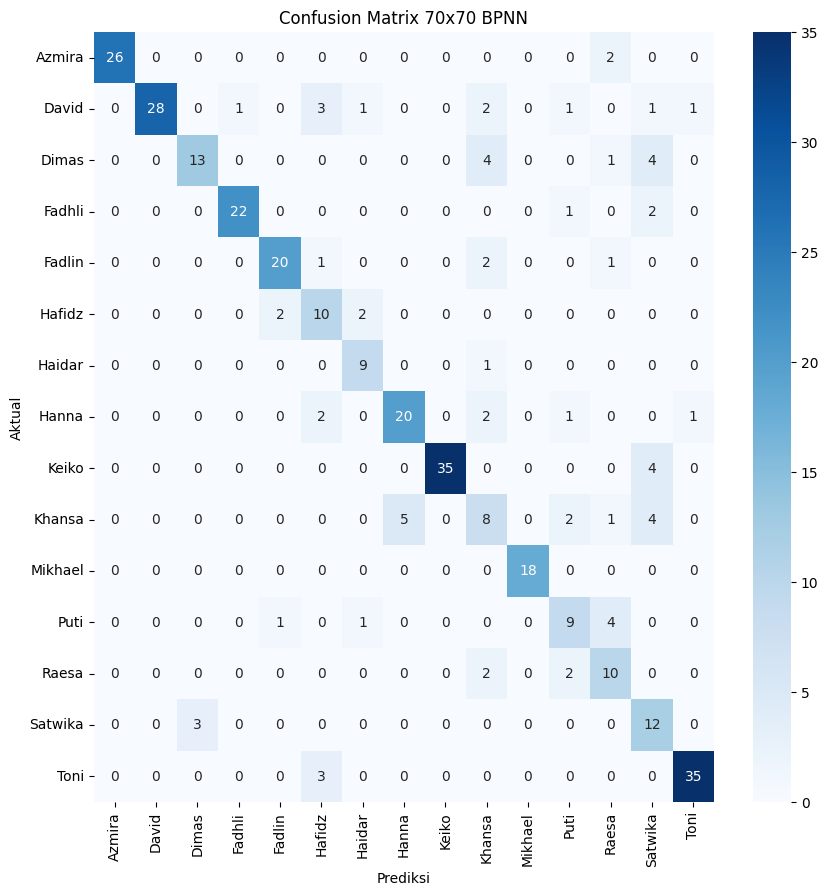 Confusion Matrix 70x70 BPNN
Aktual
Azmira 26 0 0 0 0 0 0 0 0 0 0 0 2 0 0
David 0 28 0 1 0 3 1 0 0 2 0 1 0 1 1
Dimas 0 0 13 0 0 0 0 0 0 4 0 0 1 4 0
Fadhli 0 0 0 22 0 0 0 0 0 0 0 1 0 2 0
Fadlin 0 0 0 0 20 1 0 0 0 2 0 0 1 0 0
Hafidz 0 0 0 0 2 10 2 0 0 0 0 0 0 0 0
Haidar 0 0 0 0 0 0 9 0 0 1 0 0 0 0 0
Hanna 0 0 0 0 0 2 0 20 0 2 0 1 0 0 1
Keiko 0 0 0 0 0 0 0 0 35 0 0 0 0 4 0
Khansa 0 0 0 0 0 0 0 5 0 8 0 2 1 4 0
Mikhael 0 0 0 0 0 0 0 0 0 0 18 0 0 0 0
Puti 0 0 0 0 1 0 1 0 0 0 0 9 4 0 0
Raesa 0 0 0 0 0 0 0 0 0 2 0 2 10 0 0
Satwika 0 0 3 0 0 0 0 0 0 0 0 0 0 12 0
Toni 0 0 0 0 0 3 0 0 0 0 0 0 0 0 35
Azmira David Dimas Fadhli Fadlin Hafidz Haidar Hanna Keiko Khansa Mikhael Puti Raesa Satwika Toni
Prediksi
35
30
25
20
15
10
5
0